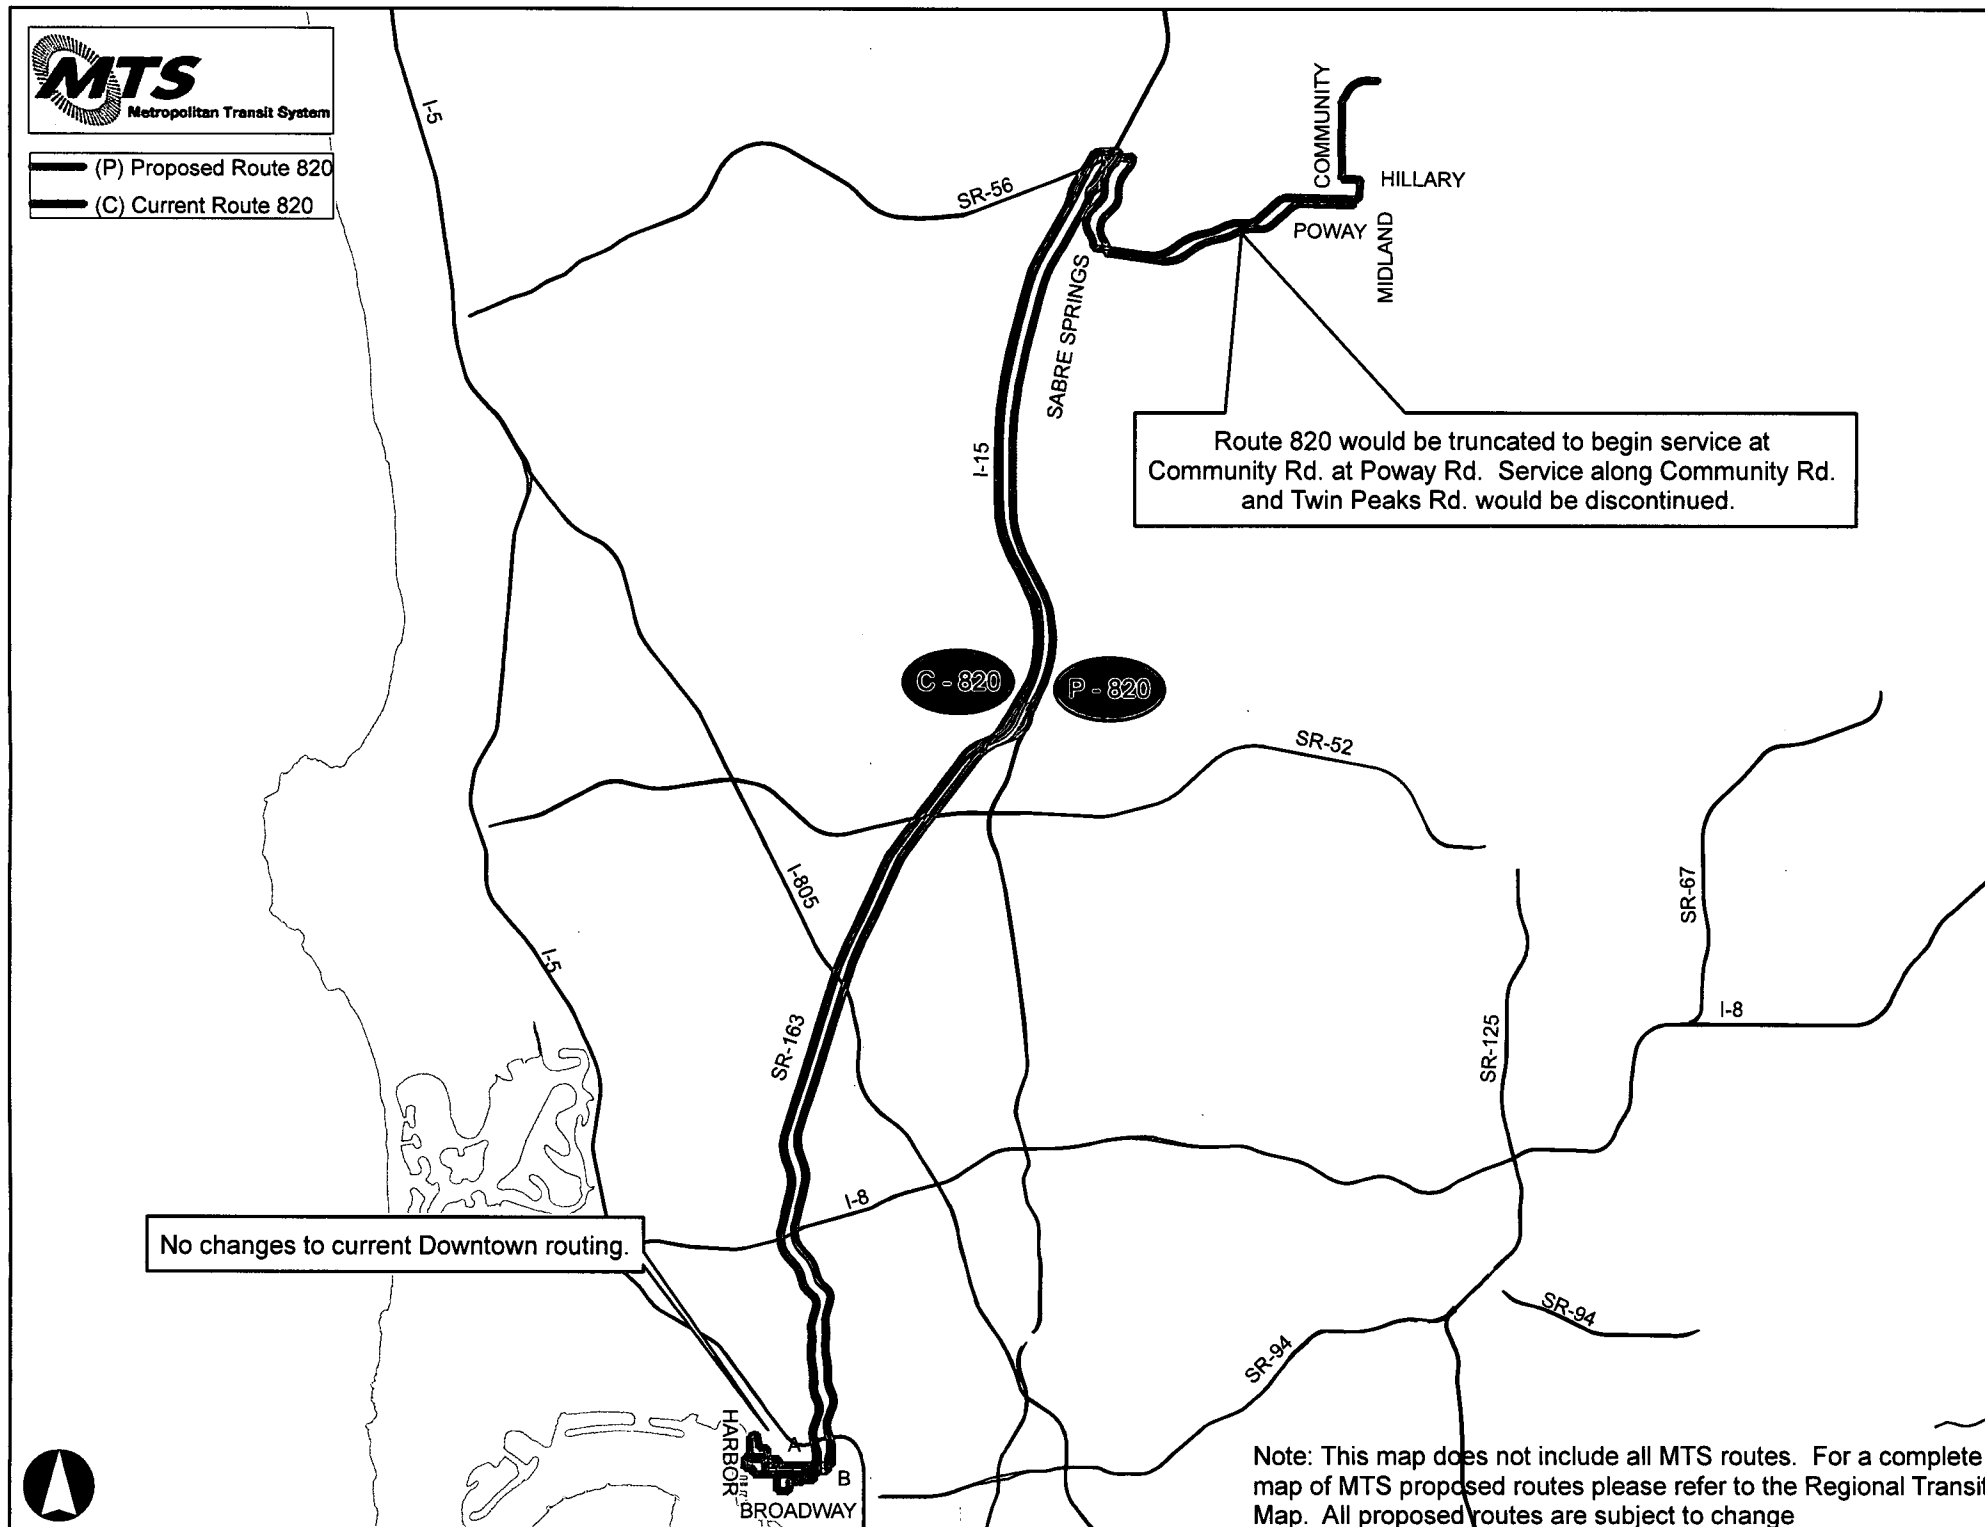 MTS
Metropolitan Transit System
(P) Proposed Route 820
(C) Current Route 820
I-5
SR-56
COMMUNITY
HILLARY
POWAY
MIDLAND
SABRE SPRINGS
I-15
Route 820 would be truncated to begin service at
Community Rd. at Poway Rd. Service along Community Rd.
and Twin Peaks Rd. would be discontinued.
C - 820
P - 820
SR-52
I-805
SR-67
I-5
I-8
SR-163
SR-125
I-8
No changes to current Downtown routing.
SR-94
SR-94
HARBOR
A
B
BROADWAY
Note: This map does not include all MTS routes. For a complete
map of MTS proposed routes please refer to the Regional Transit
Map. All proposed routes are subject to change